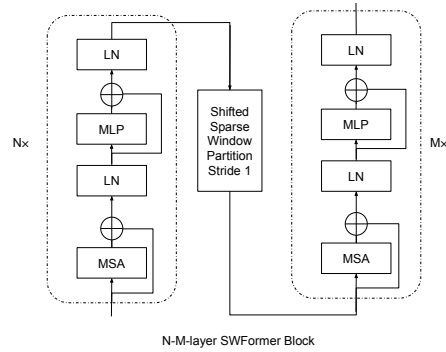 N×
LN
MLP
LN
MSA
Shifted
Sparse
Window
Partition
Stride 1
LN
MLP
LN
MSA
M×
N-M-layer SWFormer Block